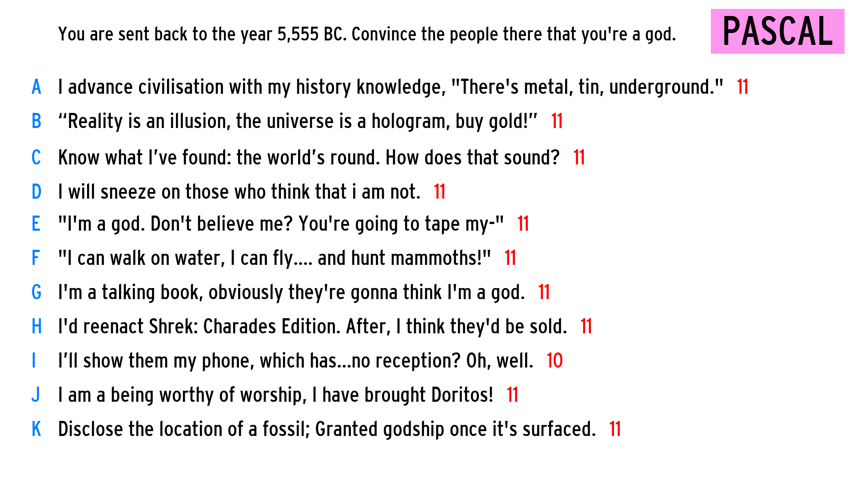 You are sent back to the year 5,555 BC. Convince the people there that you're a god.
PASCAL
A I advance civilisation with my history knowledge, "There's metal, tin, underground." 11
B “Reality is an illusion, the universe is a hologram, buy gold!” 11
C Know what I’ve found: the world’s round. How does that sound? 11
D I will sneeze on those who think that i am not. 11
E "I'm a god. Don't believe me? You're going to tape my-" 11
F "I can walk on water, I can fly.... and hunt mammoths!" 11
G I'm a talking book, obviously they're gonna think I'm a god. 11
H I'd reenact Shrek: Charades Edition. After, I think they'd be sold. 11
I I’ll show them my phone, which has...no reception? Oh, well. 10
J I am a being worthy of worship, I have brought Doritos! 11
K Disclose the location of a fossil; Granted godship once it's surfaced. 11